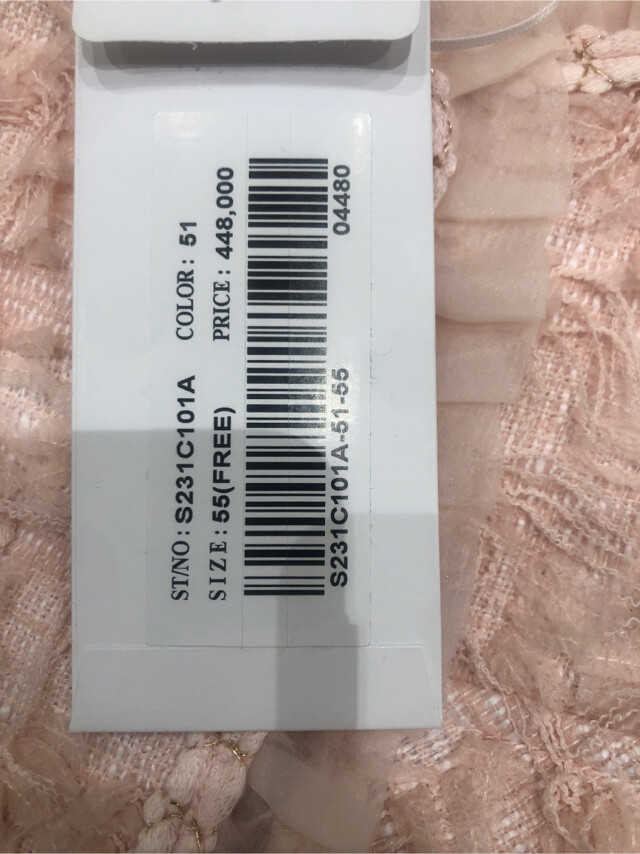 ST/NO: S231C101A COLOR: 51
SIZE: 55(FREE) PRICE: 448,000
S231C101A-51-55 04480